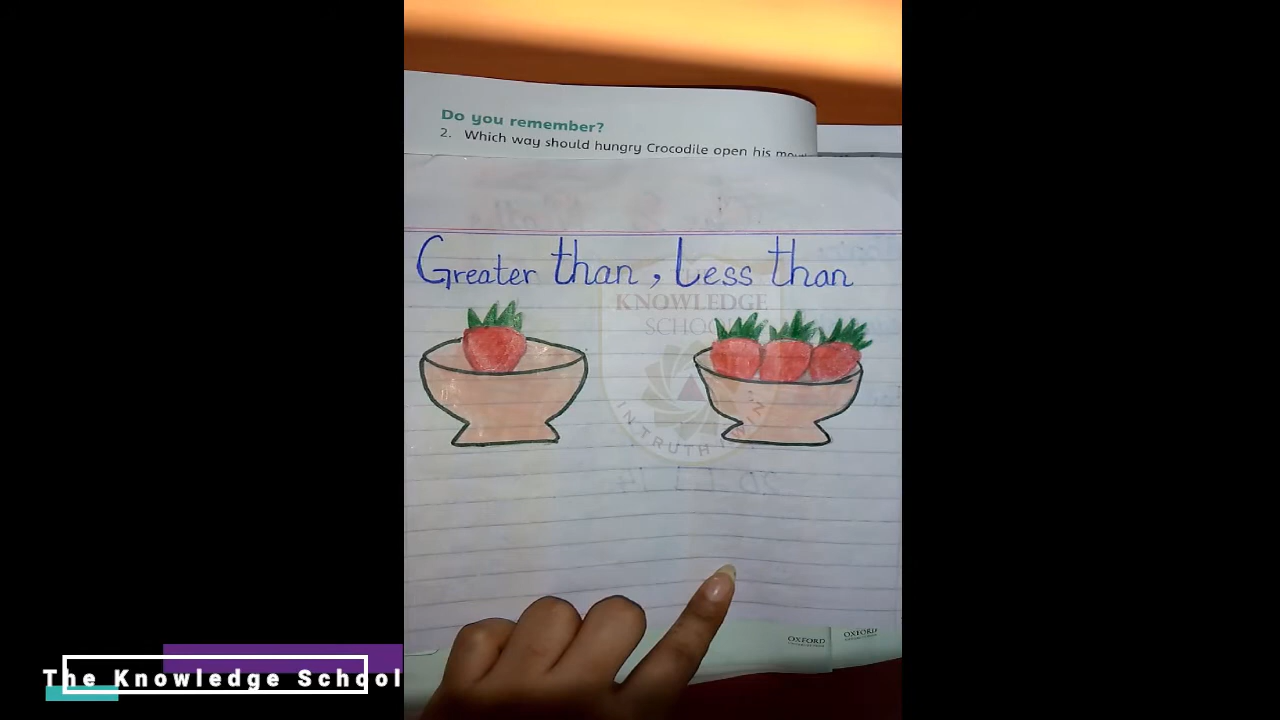 Do you remember?
2. Which way should hungry Crocodile open his
Greater than, Less than
KNOWLEDGE
SCHOOL
IN TRUTH I WIN
OXFORD OXFORD
The Knowledge School